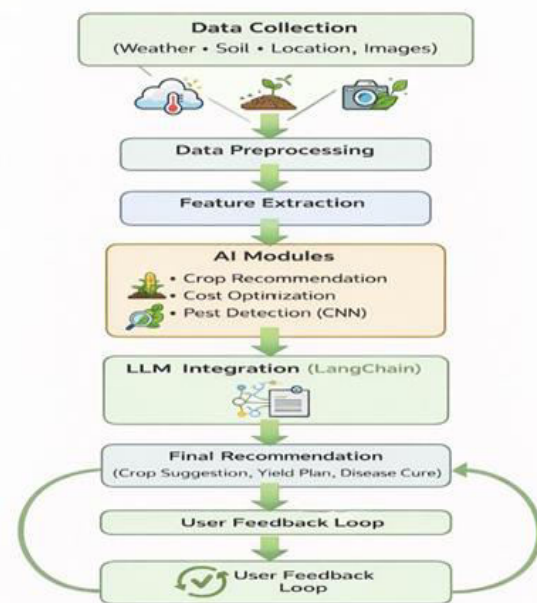 Data Collection
(Weather • Soil • Location, Images)
Data Preprocessing
Feature Extraction
AI Modules
• Crop Recommendation
• Cost Optimization
• Pest Detection (CNN)
LLM Integration (LangChain)
Final Recommendation
(Crop Suggestion, Yield Plan, Disease Cure)
User Feedback Loop
User Feedback
Loop